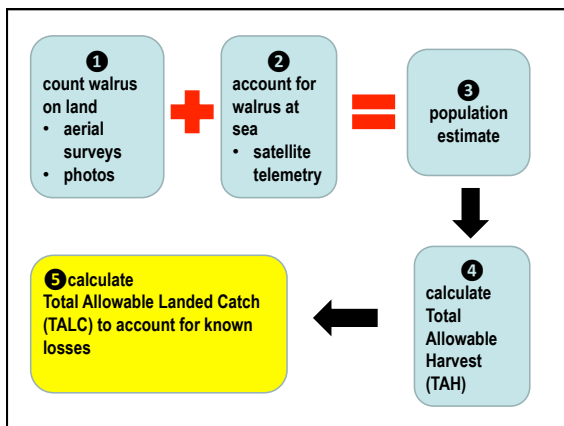 ❶
count walrus
on land
• aerial
surveys
• photos
❷
account for
walrus at
sea
• satellite
telemetry
❸
population
estimate
❹
calculate
Total
Allowable
Harvest
(TAH)
❺calculate
Total Allowable Landed Catch
(TALC) to account for known
losses